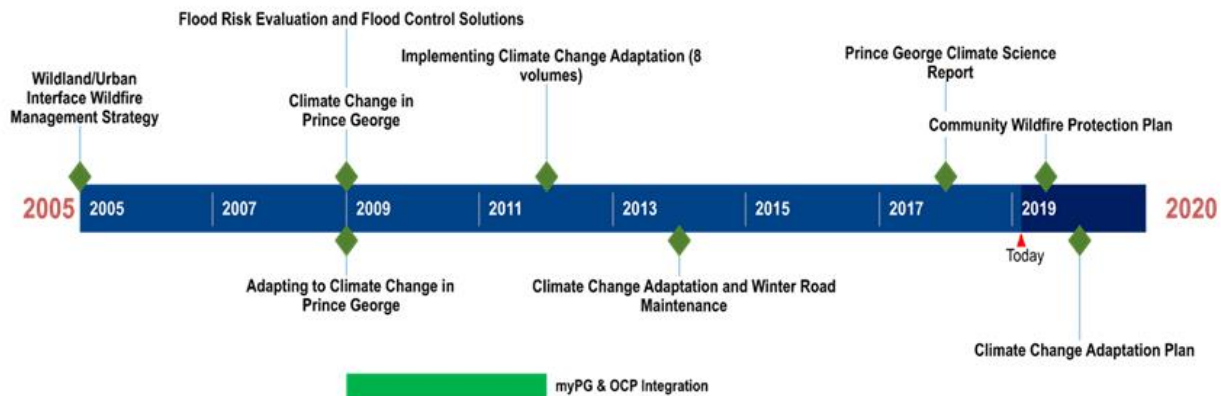 Flood Risk Evaluation and Flood Control Solutions
Implementing Climate Change Adaptation (8
volumes)
Prince George Climate Science
Report
Wildland/Urban
Interface Wildfire
Management Strategy
Climate Change in
Prince George
Community Wildfire Protection Plan
2005
2005
2007
2009
2011
2013
2015
2017
2019
2020
Today
Adapting to Climate Change in
Prince George
Climate Change Adaptation and Winter Road
Maintenance
Climate Change Adaptation Plan
myPG & OCP Integration